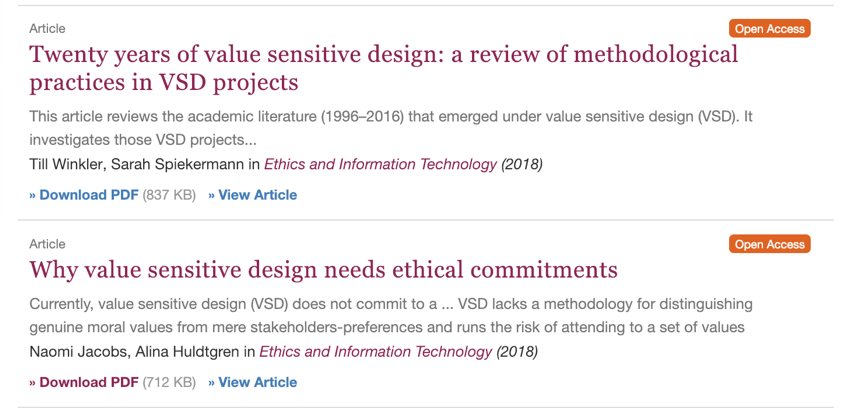 Article
Open Access
Twenty years of value sensitive design: a review of methodological
practices in VSD projects
This article reviews the academic literature (1996–2016) that emerged under value sensitive design (VSD). It
investigates those VSD projects...
Till Winkler, Sarah Spiekermann in Ethics and Information Technology (2018)
» Download PDF (837 KB) » View Article
Article
Open Access
Why value sensitive design needs ethical commitments
Currently, value sensitive design (VSD) does not commit to a ... VSD lacks a methodology for distinguishing
genuine moral values from mere stakeholders-preferences and runs the risk of attending to a set of values
Naomi Jacobs, Alina Huldtgren in Ethics and Information Technology (2018)
» Download PDF (712 KB) » View Article